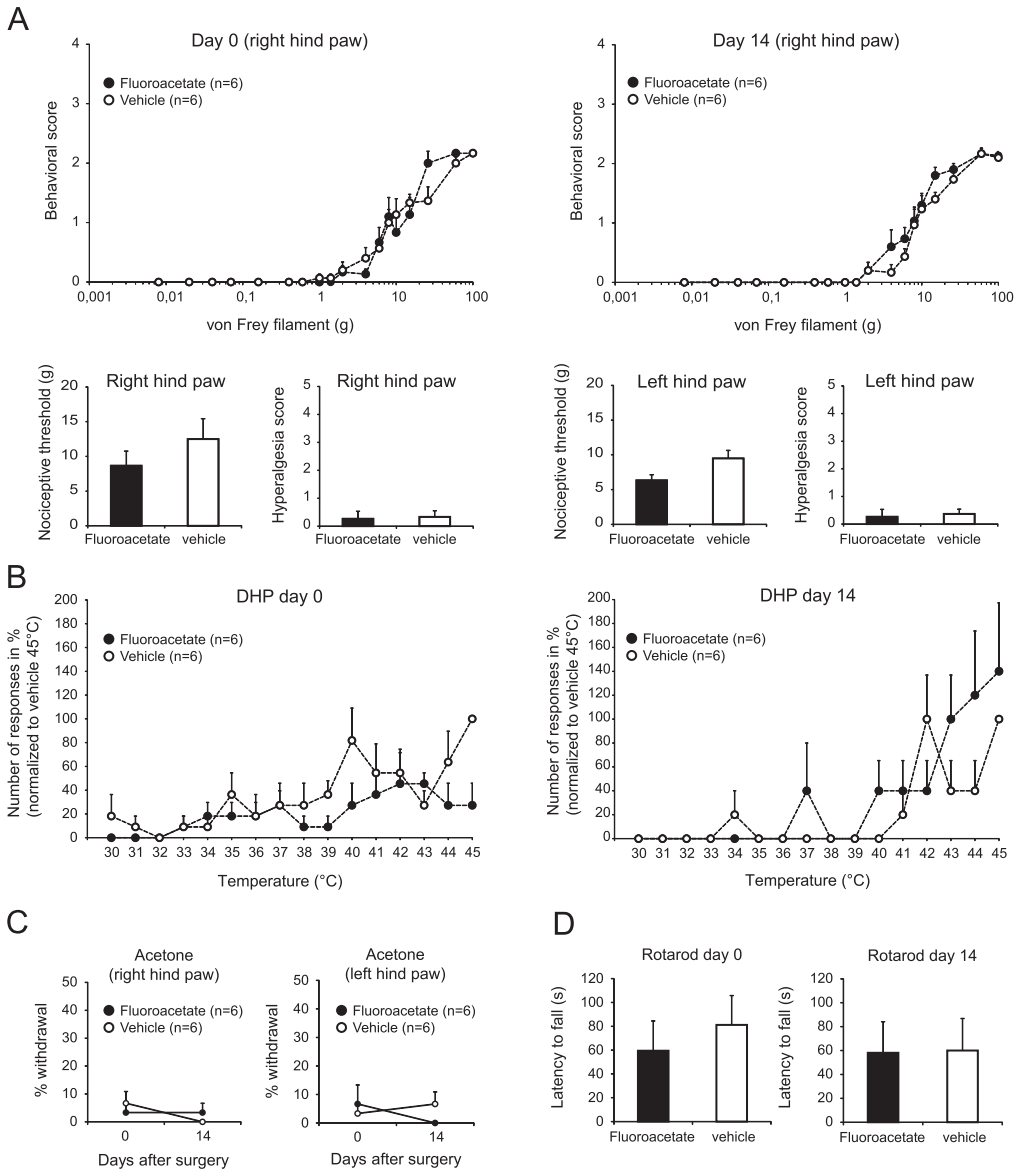 A
Day 0 (right hind paw)
Fluoroacetate (n=6)
Vehicle (n=6)
Behavioral score
4
3
2
1
0
0,001 0,01 0,1 1 10 100
von Frey filament (g)
Day 14 (right hind paw)
Fluoroacetate (n=6)
Vehicle (n=6)
Behavioral score
4
3
2
1
0
0,001 0,01 0,1 1 10 100
von Frey filament (g)
Right hind paw
Nociceptive threshold (g)
20
15
10
5
0
Fluoroacetate vehicle
Right hind paw
Hyperalgesia score
5
4
3
2
1
0
Fluoroacetate vehicle
Left hind paw
Nociceptive threshold (g)
20
15
10
5
0
Fluoroacetate vehicle
Left hind paw
Hyperalgesia score
5
4
3
2
1
0
Fluoroacetate vehicle
B
DHP day 0
Fluoroacetate (n=6)
Vehicle (n=6)
Number of responses in %
(normalized to vehicle 45°C)
200
180
160
140
120
100
80
60
40
20
0
30 31 32 33 34 35 36 37 38 39 40 41 42 43 44 45
Temperature (°C)
DHP day 14
Fluoroacetate (n=6)
Vehicle (n=6)
Number of responses in %
(normalized to vehicle 45°C)
200
180
160
140
120
100
80
60
40
20
0
30 31 32 33 34 35 36 37 38 39 40 41 42 43 44 45
Temperature (°C)
C
Acetone
(right hind paw)
Fluoroacetate (n=6)
Vehicle (n=6)
% withdrawal
50
40
30
20
10
0
0 14
Days after surgery
Acetone
(left hind paw)
Fluoroacetate (n=6)
Vehicle (n=6)
% withdrawal
50
40
30
20
10
0
0 14
Days after surgery
D
Rotarod day 0
Latency to fall (s)
120
100
80
60
40
20
0
Fluoroacetate vehicle
Rotarod day 14
Latency to fall (s)
120
100
80
60
40
20
0
Fluoroacetate vehicle